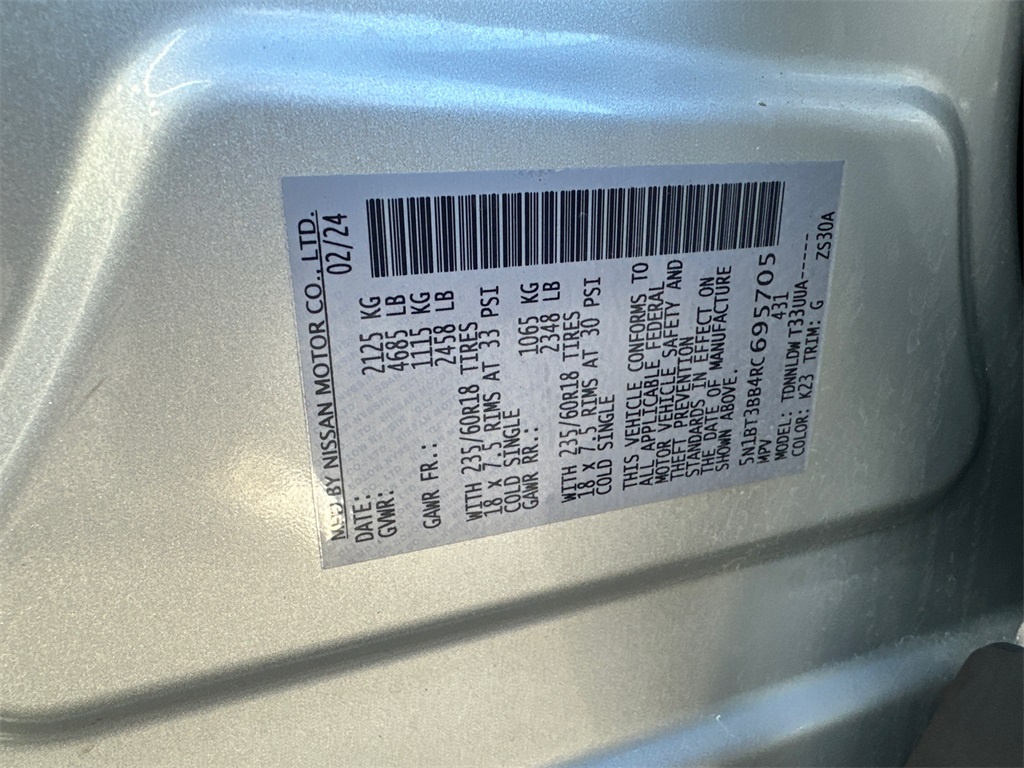 MFD BY NISSAN MOTOR CO., LTD.
DATE: 02/24
GVWR: 2125 KG
4685 LB
GAWR FR.: 1115 KG
2458 LB
WITH 235/60R18 TIRES
18 X 7.5 RIMS AT 33 PSI
COLD SINGLE
GAWR RR.: 1065 KG
2348 LB
WITH 235/60R18 TIRES
18 X 7.5 RIMS AT 30 PSI
COLD SINGLE
THIS VEHICLE CONFORMS TO
ALL APPLICABLE FEDERAL
MOTOR VEHICLE SAFETY AND
THEFT PREVENTION
STANDARDS IN EFFECT ON
THE DATE OF MANUFACTURE
SHOWN ABOVE.
5N1BT3BB4RC695705
MPV 431
MODEL: TDNNLDW T33UUA-----
COLOR: K23 TRIM: G ZS30A